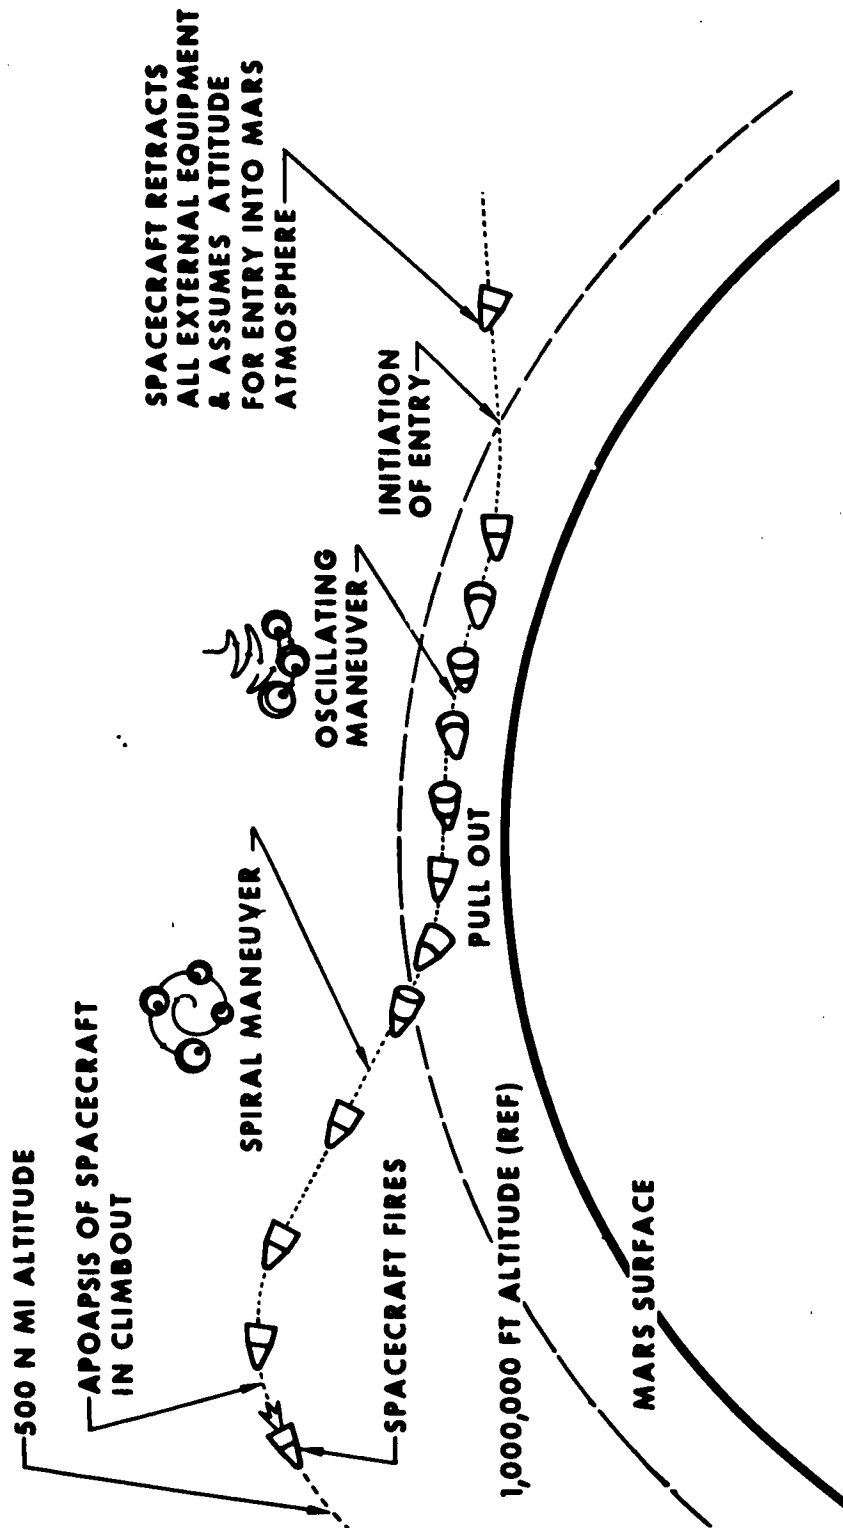 500 N MI ALTITUDE
APOAPSIS OF SPACECRAFT
IN CLIMBOUT
SPIRAL MANEUVER
SPACECRAFT FIRES
OSCILLATING
MANEUVER
SPACECRAFT RETRACTS
ALL EXTERNAL EQUIPMENT
& ASSUMES ATTITUDE
FOR ENTRY INTO MARS
ATMOSPHERE
INITIATION
OF ENTRY
PULL OUT
1,000,000 FT ALTITUDE (REF)
MARS SURFACE